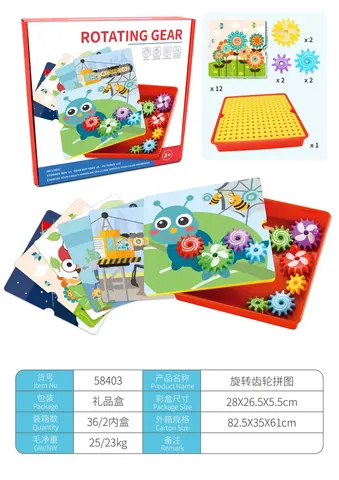 ROTATING GEAR
3+
x 12
x 2
x 2
x 2
x 1
货号
Item No
58403
产品名称
Product Name
旋转齿轮拼图
包装
Package
礼品盒
彩盒尺寸
Package Size
28X26.5X5.5cm
装箱数
Quantity
36/2内盒
外箱规格
Carton Size
82.5X35X61cm
毛净重
GW/NW
25/23kg
备注
Remark